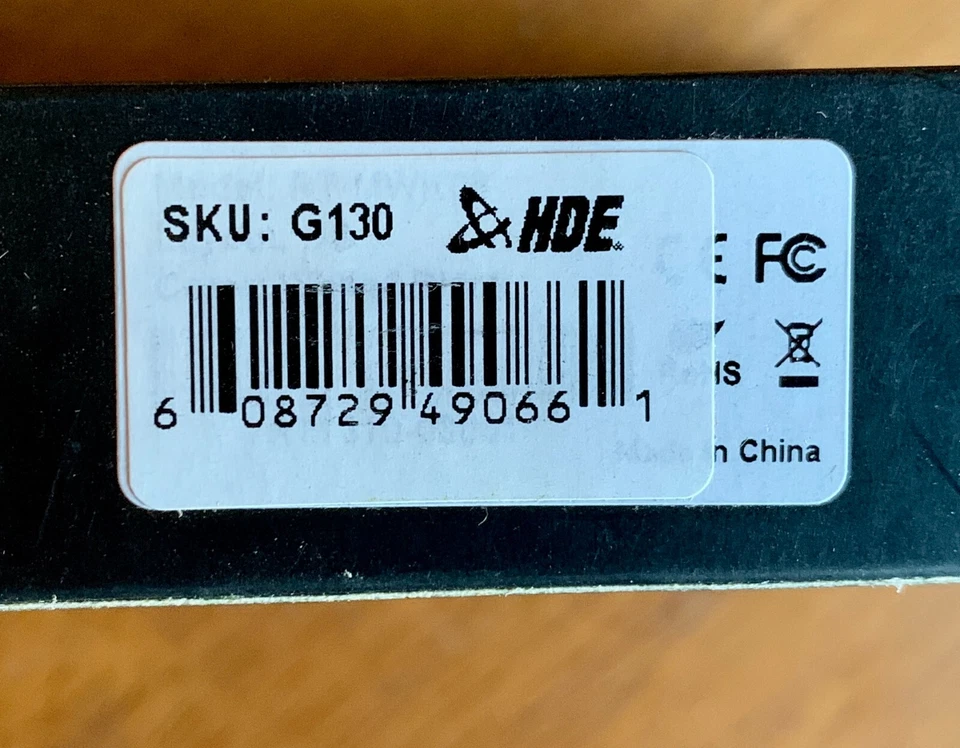 SKU: G130 HDE
FC
6 08729 49066 1
China